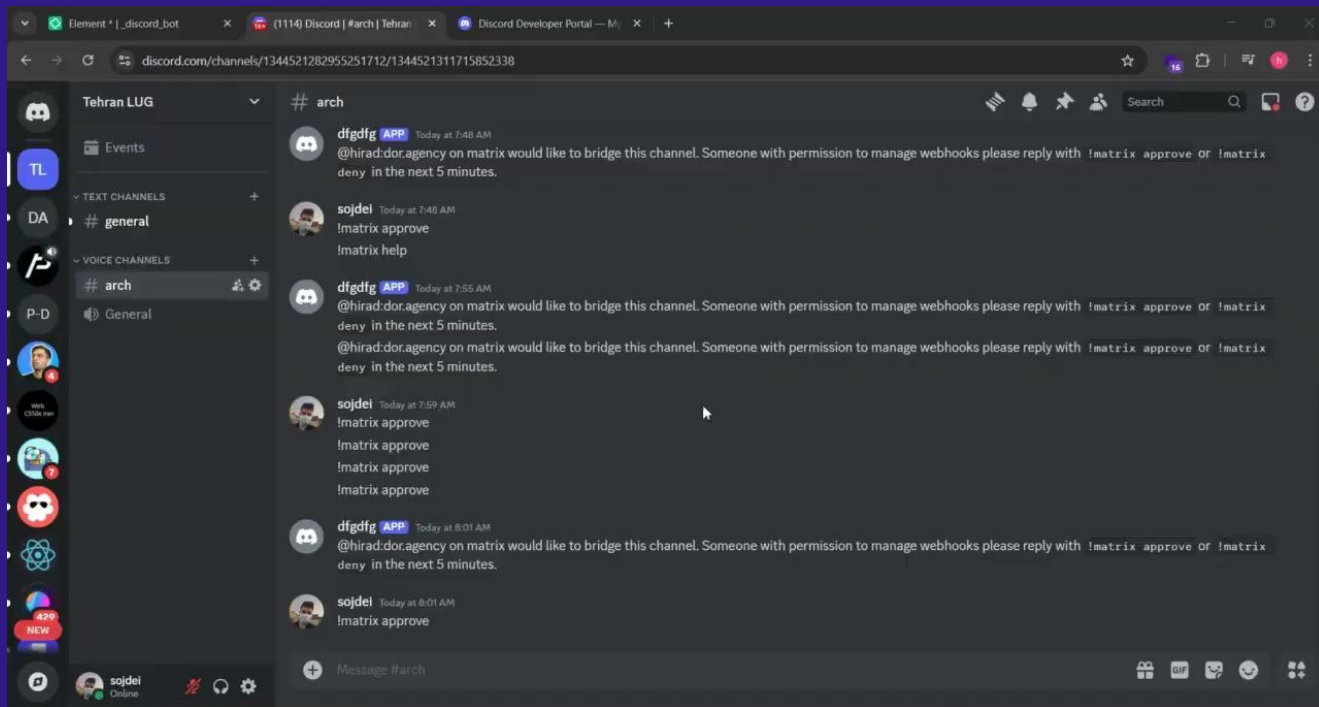 Element * | _discord_bot
(1114) Discord | #arch | Tehran
Discord Developer Portal — My
discord.com/channels/1344521282955251712/1344521311715852338
16
h
Tehran LUG
arch
Search
Events
TL
TEXT CHANNELS
DA
general
VOICE CHANNELS
arch
P-D
General
4
Web
CS50x Iran
7
429
NEW
sojdei
Online
dfgdfg APP Today at 7:48 AM
@hirad:dor.agency on matrix would like to bridge this channel. Someone with permission to manage webhooks please reply with !matrix approve or !matrix
deny in the next 5 minutes.
sojdei Today at 7:48 AM
!matrix approve
!matrix help
dfgdfg APP Today at 7:55 AM
@hirad:dor.agency on matrix would like to bridge this channel. Someone with permission to manage webhooks please reply with !matrix approve or !matrix
deny in the next 5 minutes.
@hirad:dor.agency on matrix would like to bridge this channel. Someone with permission to manage webhooks please reply with !matrix approve or !matrix
deny in the next 5 minutes.
sojdei Today at 7:59 AM
!matrix approve
!matrix approve
!matrix approve
!matrix approve
dfgdfg APP Today at 8:01 AM
@hirad:dor.agency on matrix would like to bridge this channel. Someone with permission to manage webhooks please reply with !matrix approve or !matrix
deny in the next 5 minutes.
sojdei Today at 8:01 AM
!matrix approve
Message #arch
GIF